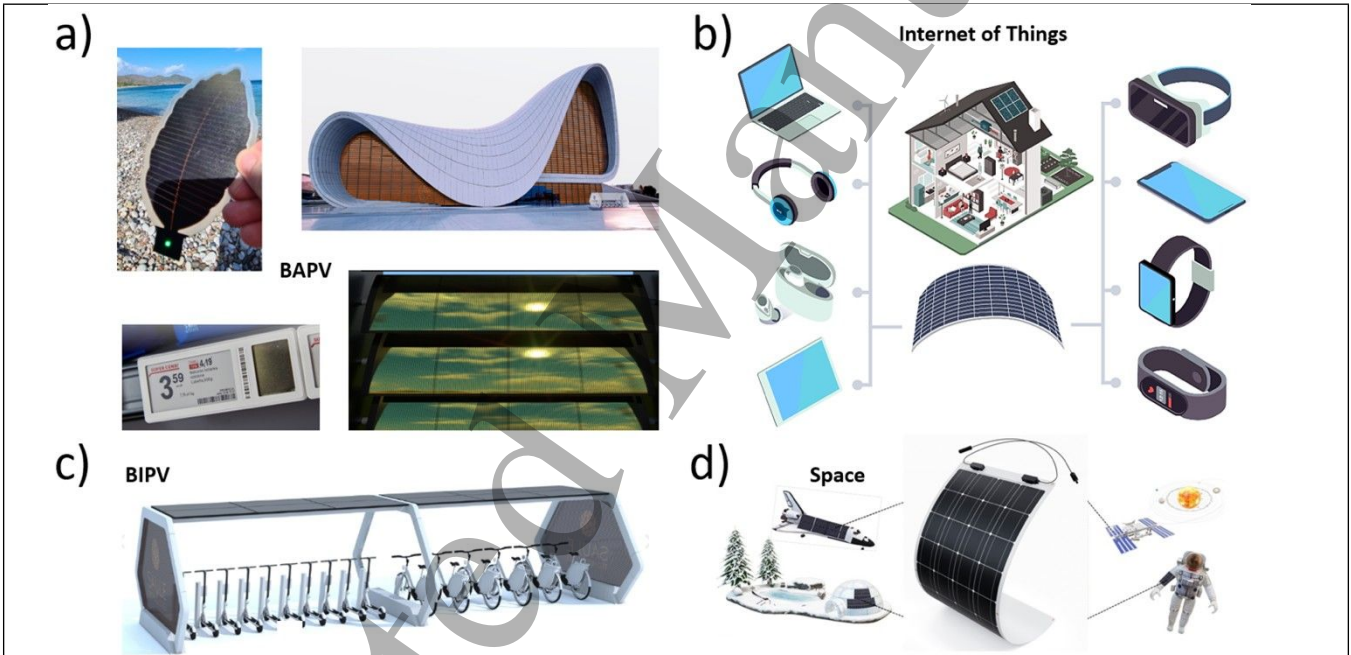 a)
b)
Internet of Things
BAPV
3 59
4,19
c)
BIPV
d)
Space